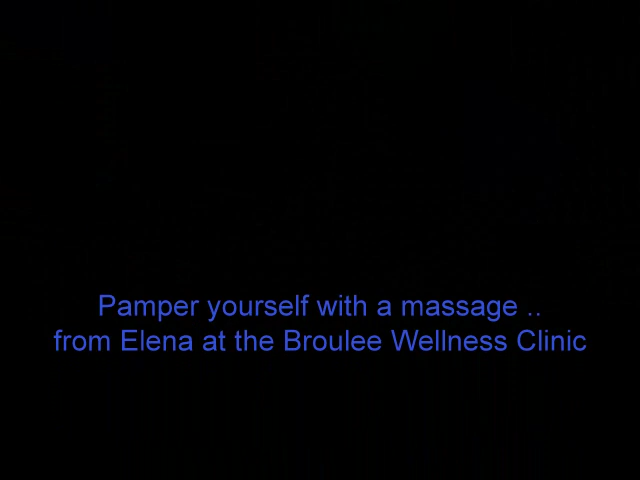 Pamper yourself with a massage ..
from Elena at the Broulee Wellness Clinic